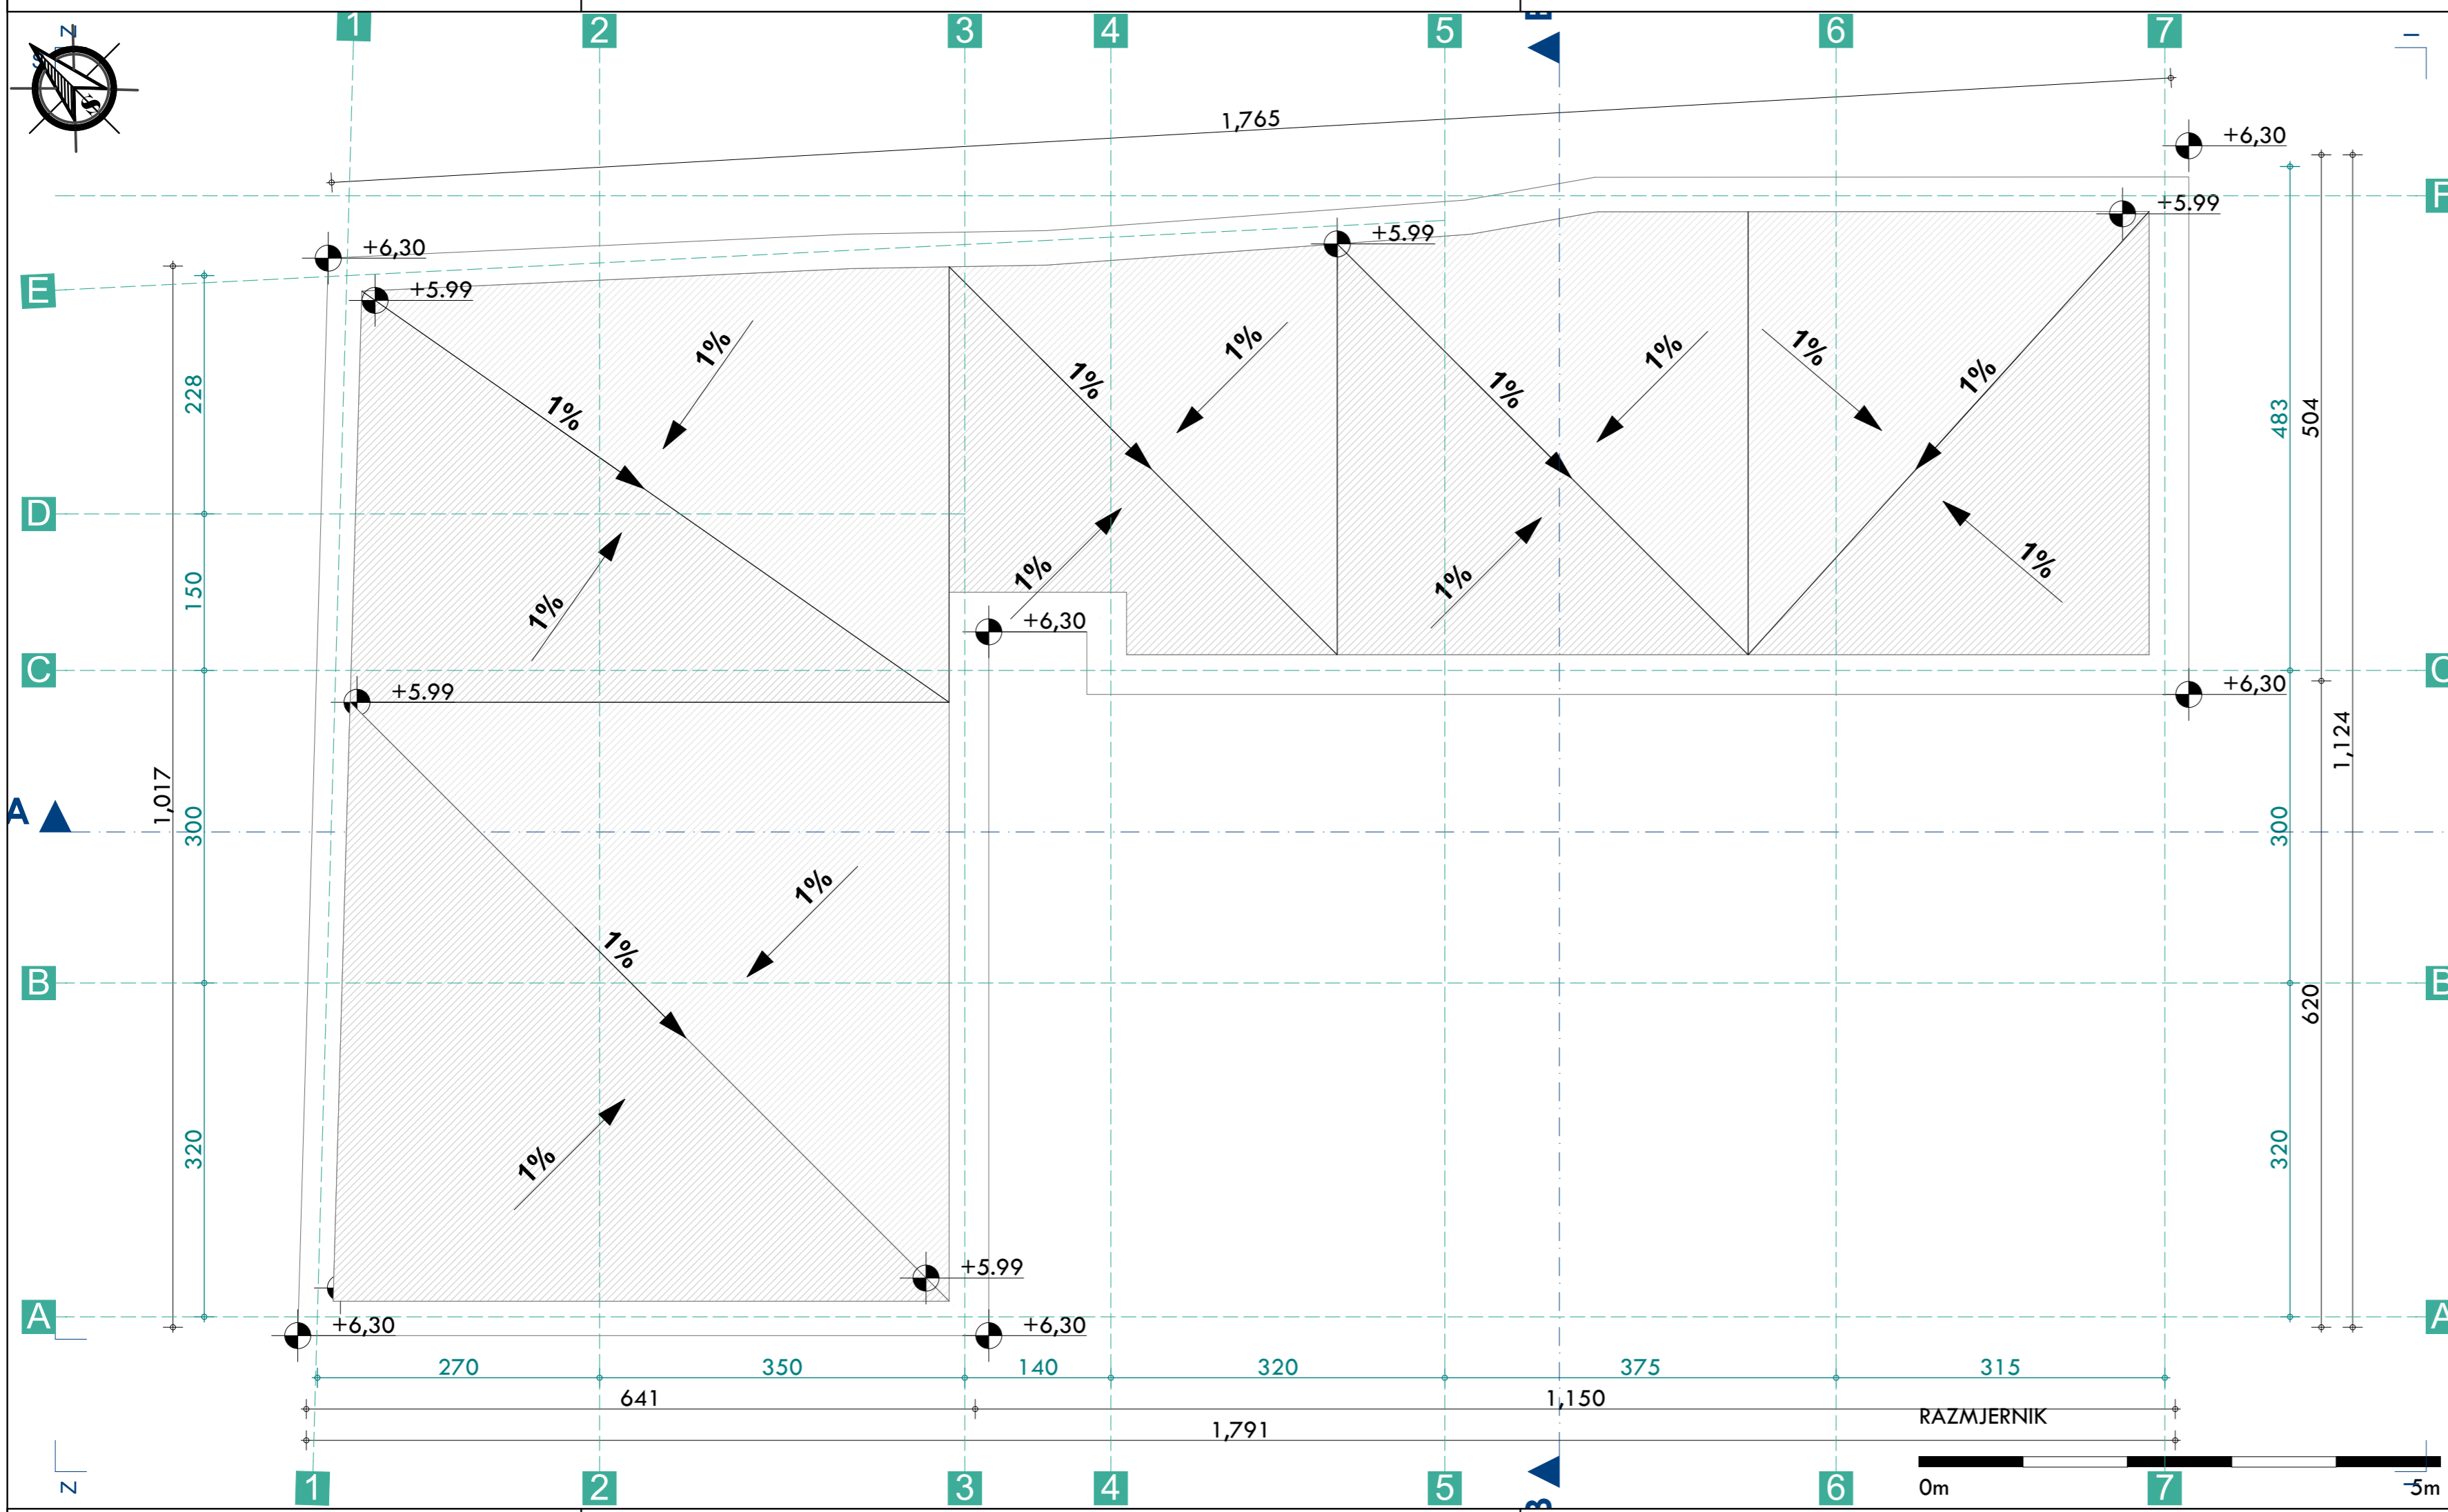 1 2 3 4 5 B 6 7
N
S
1,765
+6,30
F
+5.99
+5.99
+6,30
+5.99
E
1% 1% 1% 1% 1%
1% 1% 1%
228
483
504
D
150
1% 1% 1% 1%
+6,30
C
C
+5.99
+6,30
1,017
1,124
A
300
300
1%
1%
B
B
620
320
320
1%
+5.99
A
A
+6,30
+6,30
270 350 140 320 375 315
641 1,150
RAZMJERNIK
1,791
0m 5m
1 2 3 4 5 B 6 7